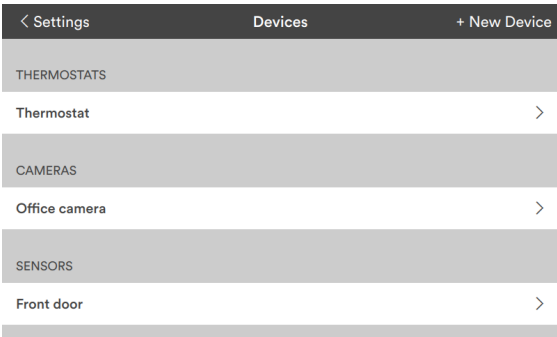 < Settings Devices + New Device
THERMOSTATS
Thermostat >
CAMERAS
Office camera >
SENSORS
Front door >